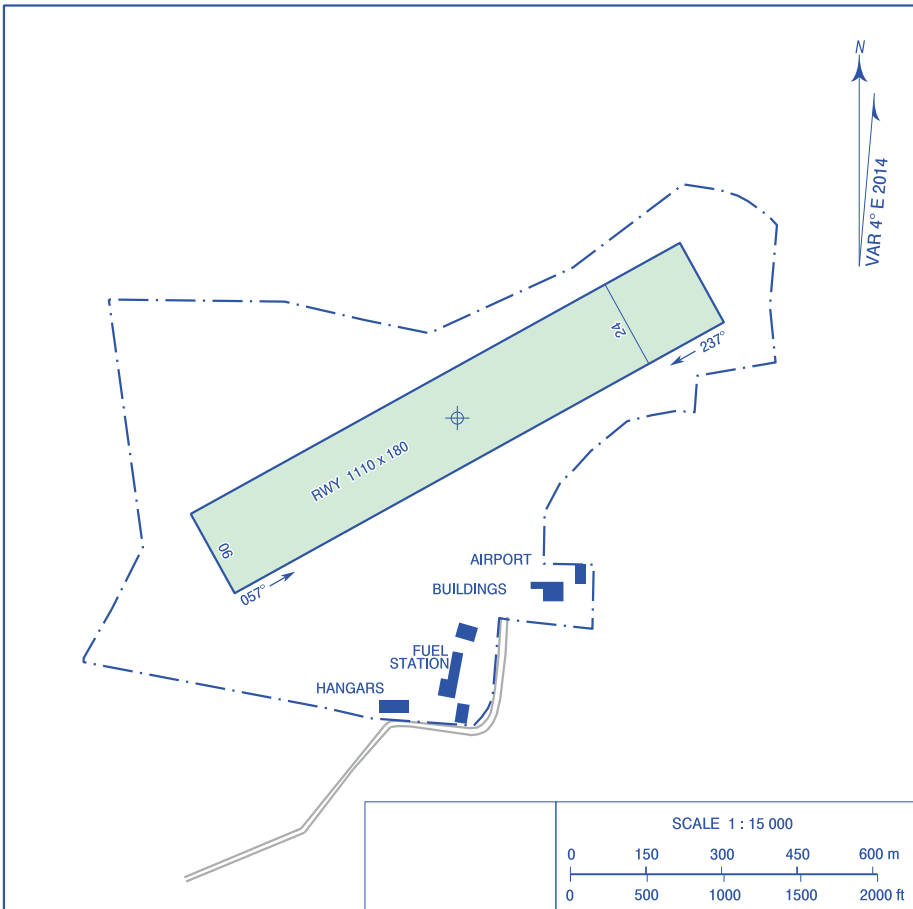 N
VAR 4° E 2014
24
237°
RWY 1110 x 180
06
057°
AIRPORT
BUILDINGS
FUEL
STATION
HANGARS
SCALE 1 : 15 000
0 150 300 450 600 m
0 500 1000 1500 2000 ft